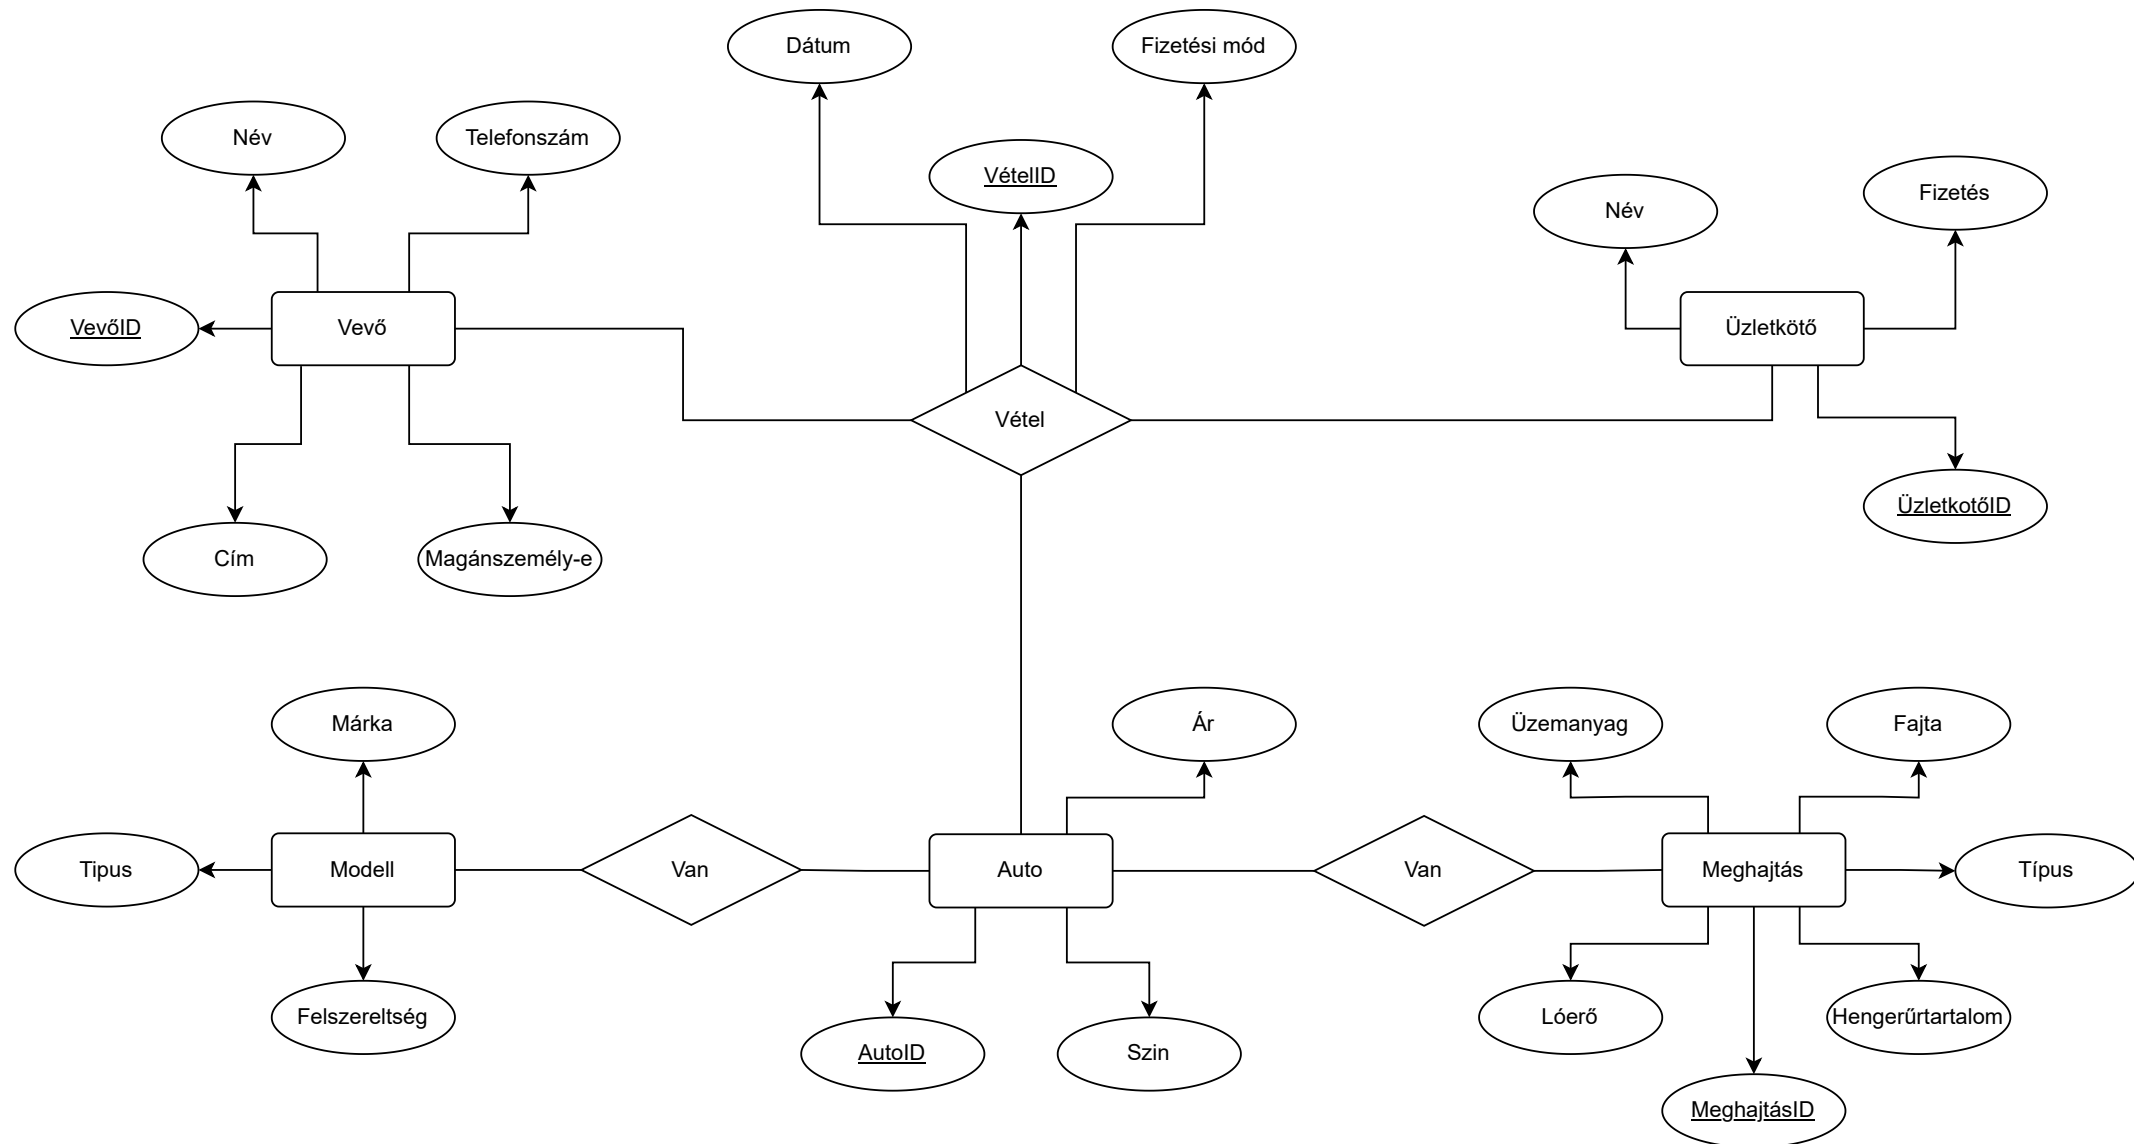 Dátum
Fizetési mód
Név
Telefonszám
VételID
Név
Fizetés
VevőID
Vevő
Üzletkötő
Vétel
ÜzletkotőID
Cím
Magánszemély-e
Márka
Ár
Üzemanyag
Fajta
Tipus
Modell
Van
Auto
Van
Meghajtás
Típus
Felszereltség
Lóerő
Hengerűrtartalom
AutoID
Szin
MeghajtásID